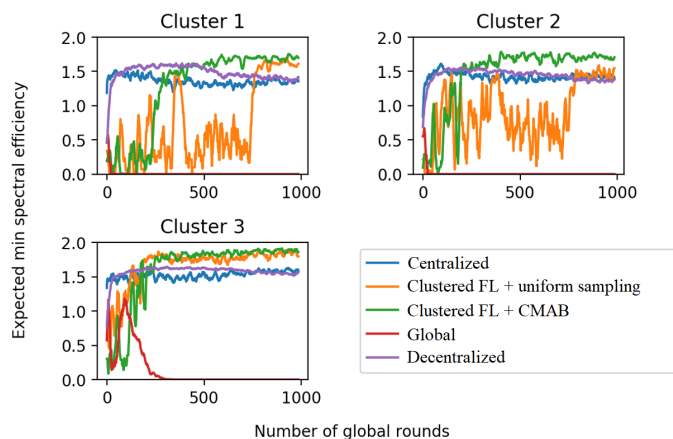 Cluster 1
Cluster 2
2.0
1.5
1.0
0.5
0.0
0
500
1000
2.0
1.5
1.0
0.5
0.0
0
500
1000
Cluster 3
2.0
1.5
1.0
0.5
0.0
0
500
1000
Expected min spectral efficiency
Number of global rounds
Centralized
Clustered FL + uniform sampling
Clustered FL + CMAB
Global
Decentralized